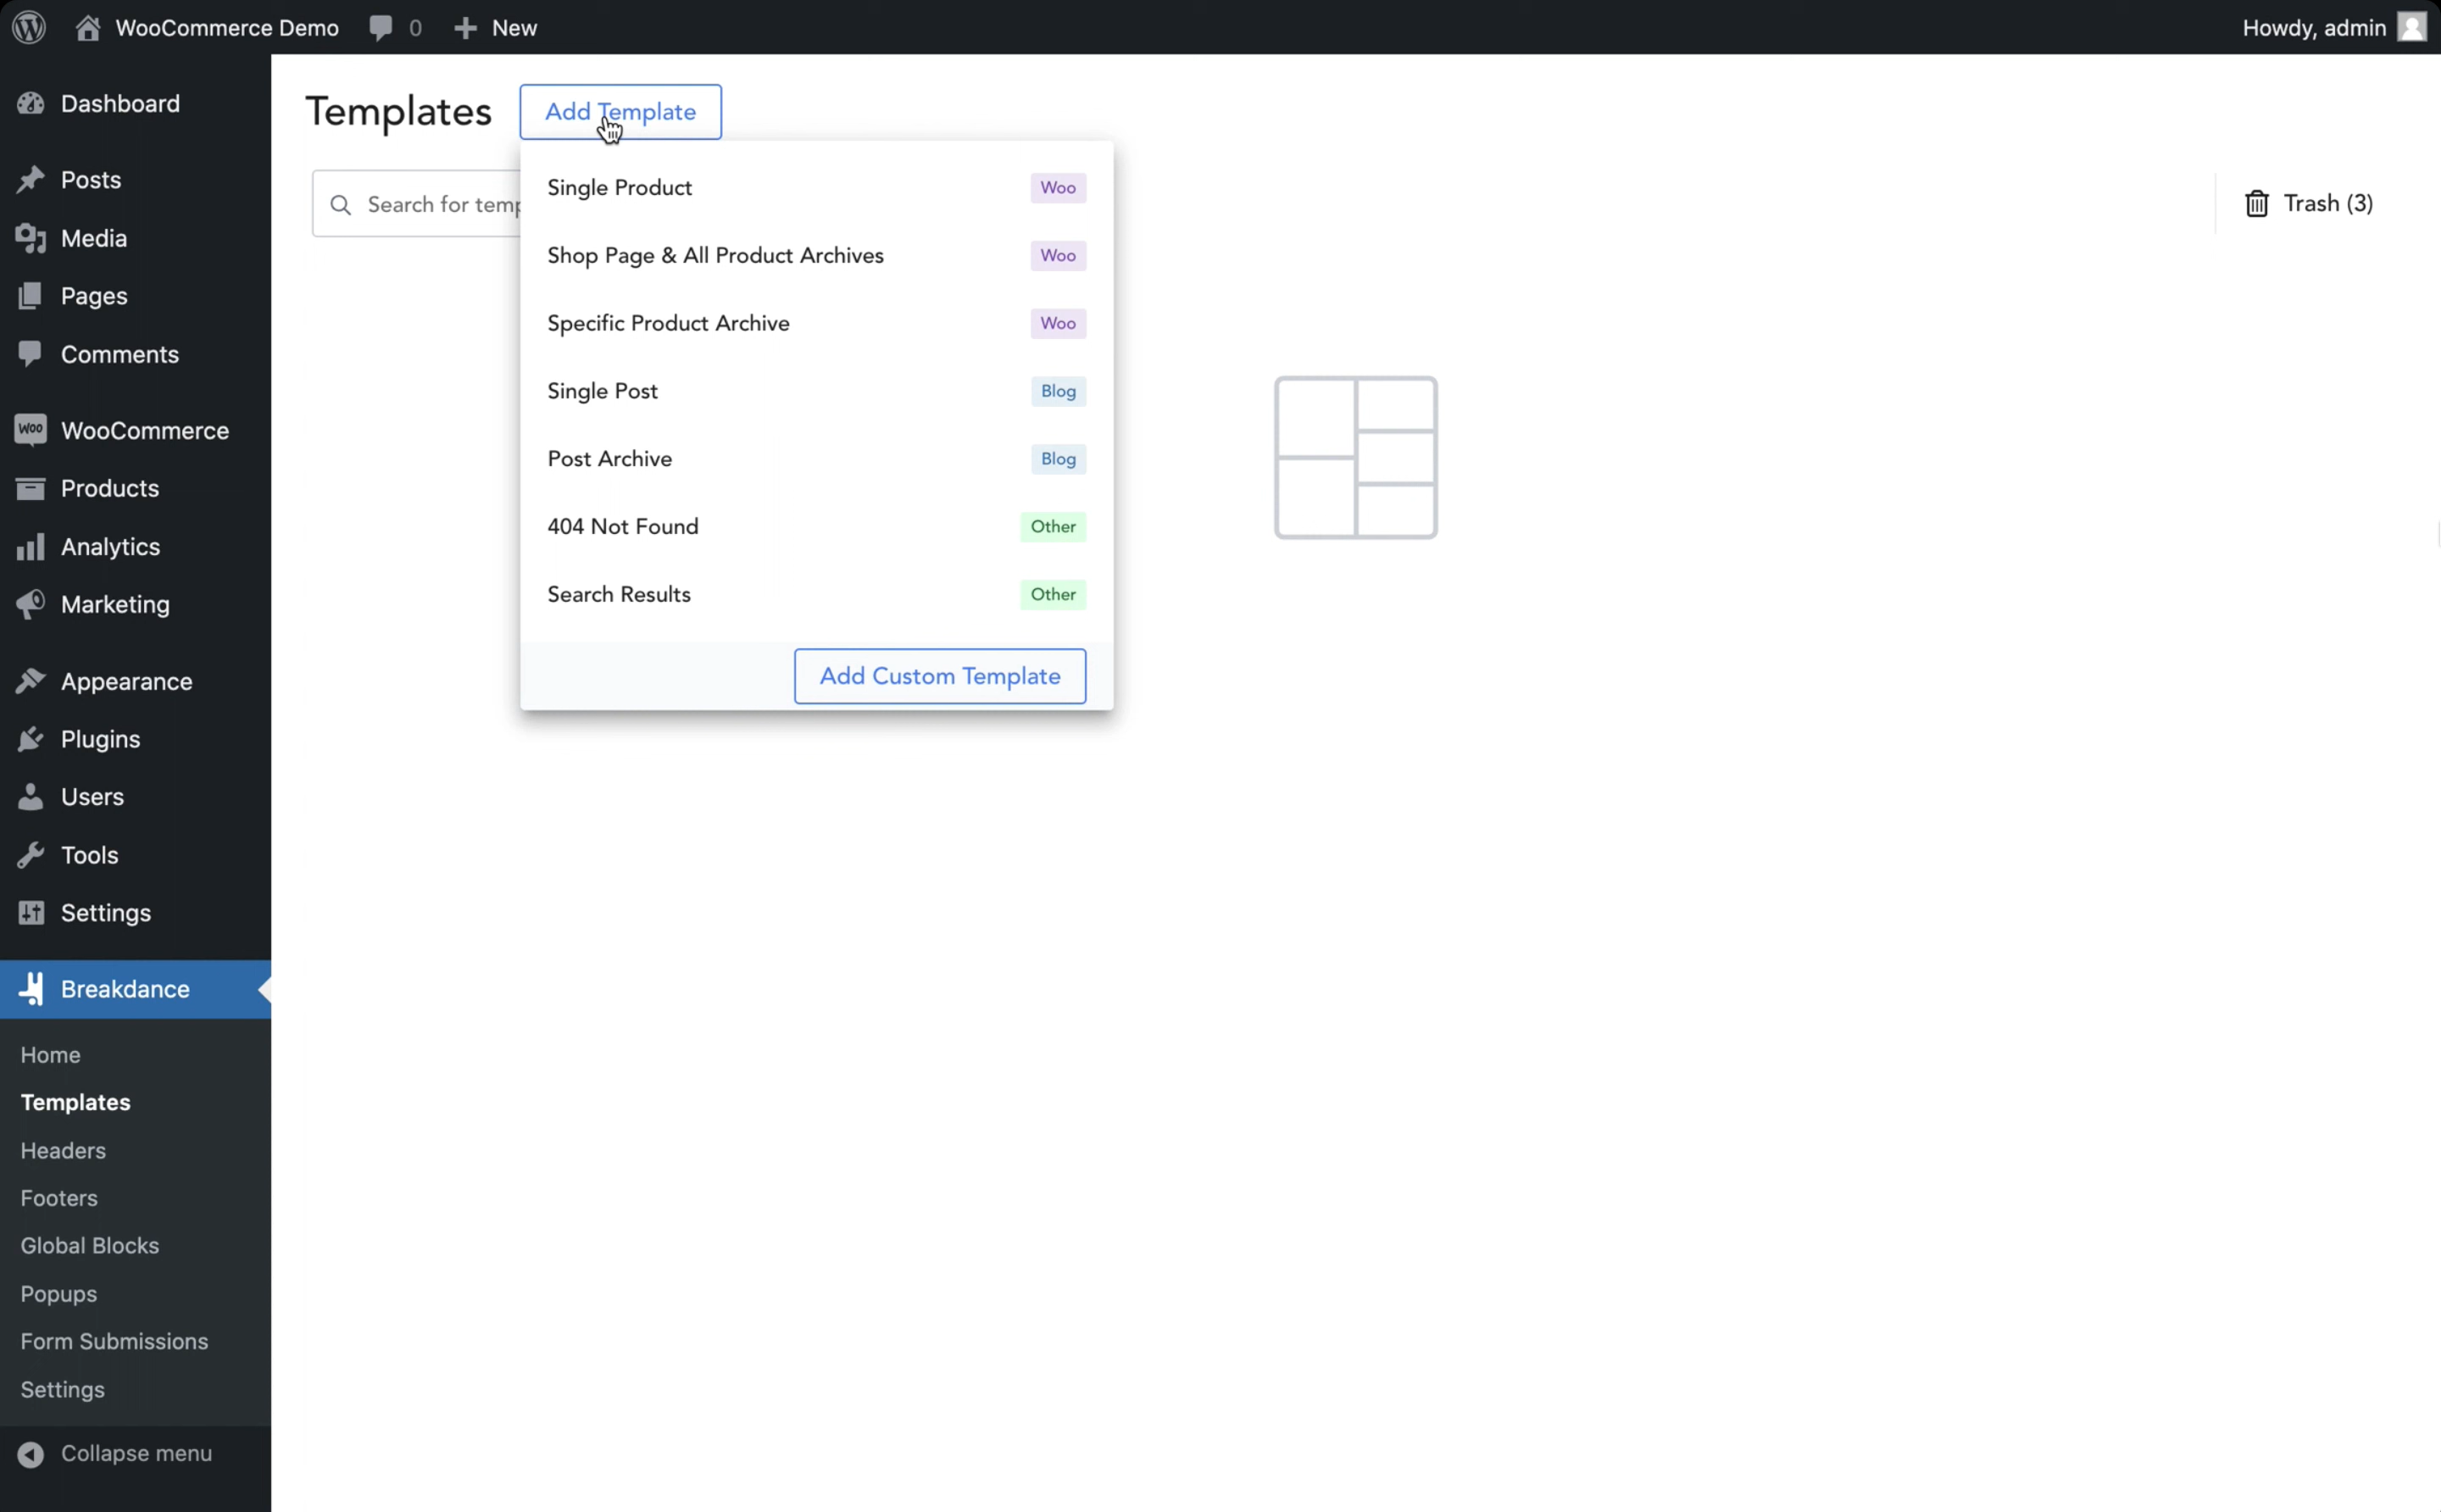 WooCommerce Demo 0 New Howdy, admin
Dashboard
Posts
Media
Pages
Comments
Woo WooCommerce
Products
Analytics
Marketing
Appearance
Plugins
Users
Tools
Settings
Breakdance
Home
Templates
Headers
Footers
Global Blocks
Popups
Form Submissions
Settings
Collapse menu
Templates Add Template
Search for temp
Trash (3)
Single Product Woo
Shop Page & All Product Archives Woo
Specific Product Archive Woo
Single Post Blog
Post Archive Blog
404 Not Found Other
Search Results Other
Add Custom Template